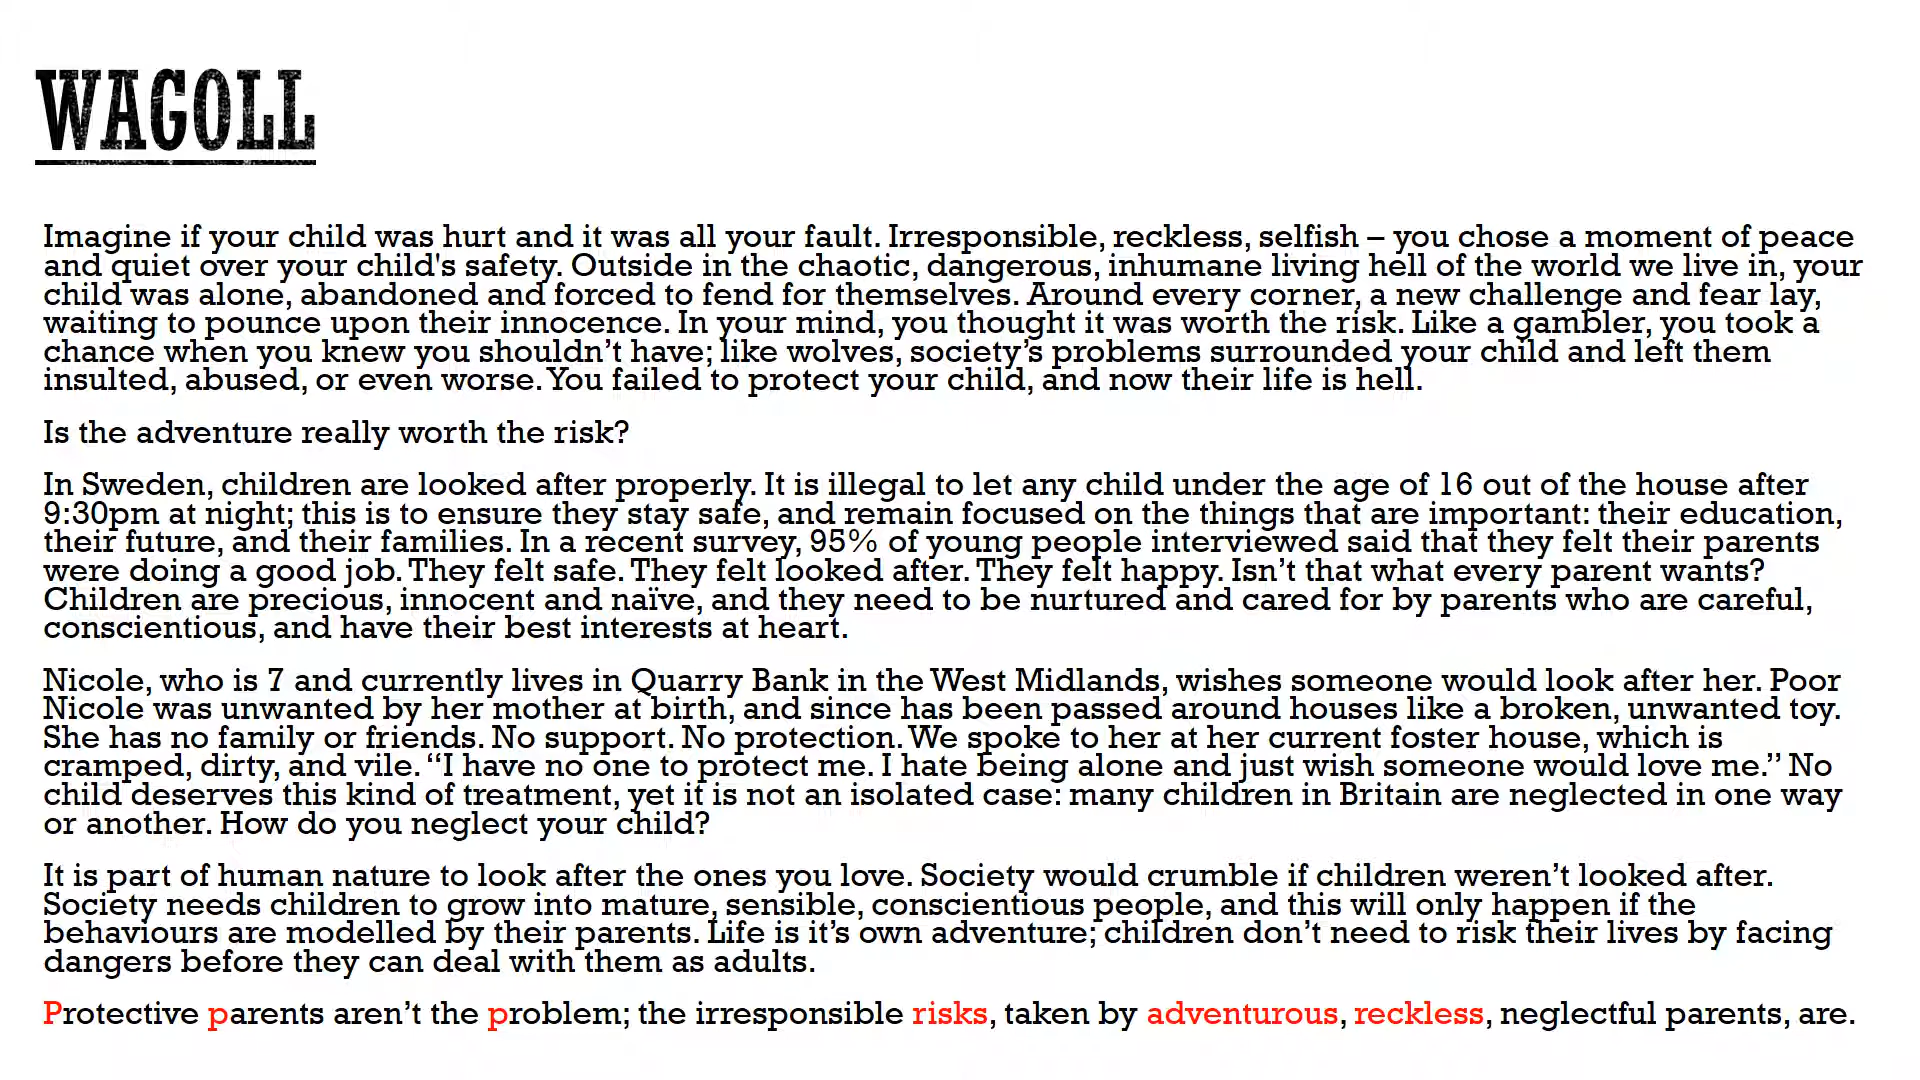 WAGOLL
Imagine if your child was hurt and it was all your fault. Irresponsible, reckless, selfish – you chose a moment of peace
and quiet over your child's safety. Outside in the chaotic, dangerous, inhumane living hell of the world we live in, your
child was alone, abandoned and forced to fend for themselves. Around every corner, a new challenge and fear lay,
waiting to pounce upon their innocence. In your mind, you thought it was worth the risk. Like a gambler, you took a
chance when you knew you shouldn’t have; like wolves, society’s problems surrounded your child and left them
insulted, abused, or even worse. You failed to protect your child, and now their life is hell.
Is the adventure really worth the risk?
In Sweden, children are looked after properly. It is illegal to let any child under the age of 16 out of the house after
9:30pm at night; this is to ensure they stay safe, and remain focused on the things that are important: their education,
their future, and their families. In a recent survey, 95% of young people interviewed said that they felt their parents
were doing a good job. They felt safe. They felt looked after. They felt happy. Isn’t that what every parent wants?
Children are precious, innocent and naïve, and they need to be nurtured and cared for by parents who are careful,
conscientious, and have their best interests at heart.
Nicole, who is 7 and currently lives in Quarry Bank in the West Midlands, wishes someone would look after her. Poor
Nicole was unwanted by her mother at birth, and since has been passed around houses like a broken, unwanted toy.
She has no family or friends. No support. No protection. We spoke to her at her current foster house, which is
cramped, dirty, and vile. “I have no one to protect me. I hate being alone and just wish someone would love me.” No
child deserves this kind of treatment, yet it is not an isolated case: many children in Britain are neglected in one way
or another. How do you neglect your child?
It is part of human nature to look after the ones you love. Society would crumble if children weren’t looked after.
Society needs children to grow into mature, sensible, conscientious people, and this will only happen if the
behaviours are modelled by their parents. Life is it’s own adventure; children don’t need to risk their lives by facing
dangers before they can deal with them as adults.
Protective parents aren’t the problem; the irresponsible risks, taken by adventurous, reckless, neglectful parents, are.